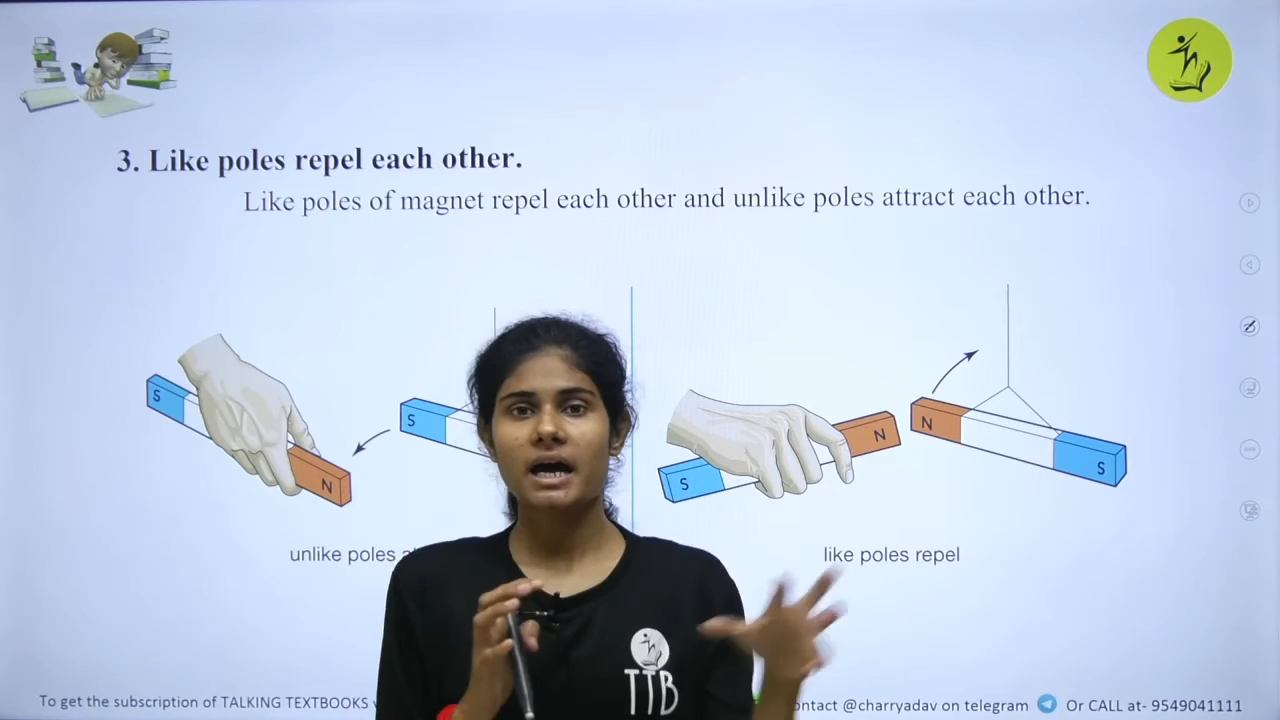 3. Like poles repel each other.
Like poles of magnet repel each other and unlike poles attract each other.
S
N
S
S
N
N
S
unlike poles
like poles repel
TTB
To get the subscription of TALKING TEXTBOOKS
@charryadav on telegram Or CALL at- 9549041111